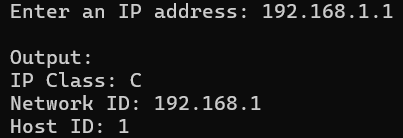 Enter an IP address: 192.168.1.1
Output:
IP Class: C
Network ID: 192.168.1
Host ID: 1